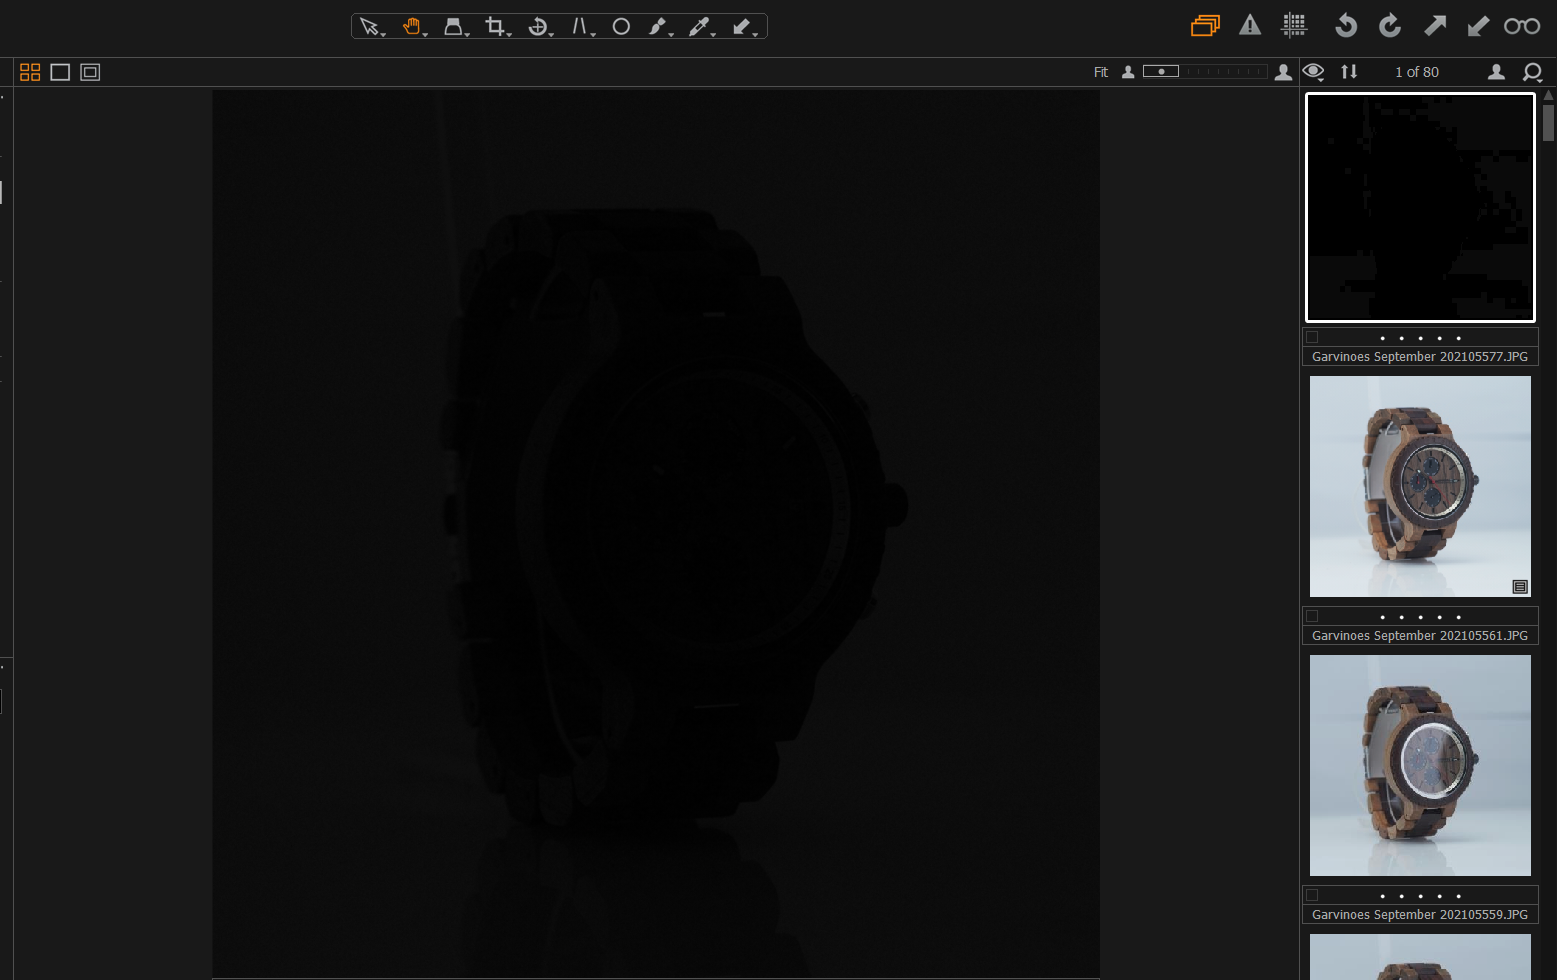 Fit
1 of 80
Garvinoes September 202105577.JPG
Garvinoes September 202105561.JPG
Garvinoes September 202105559.JPG